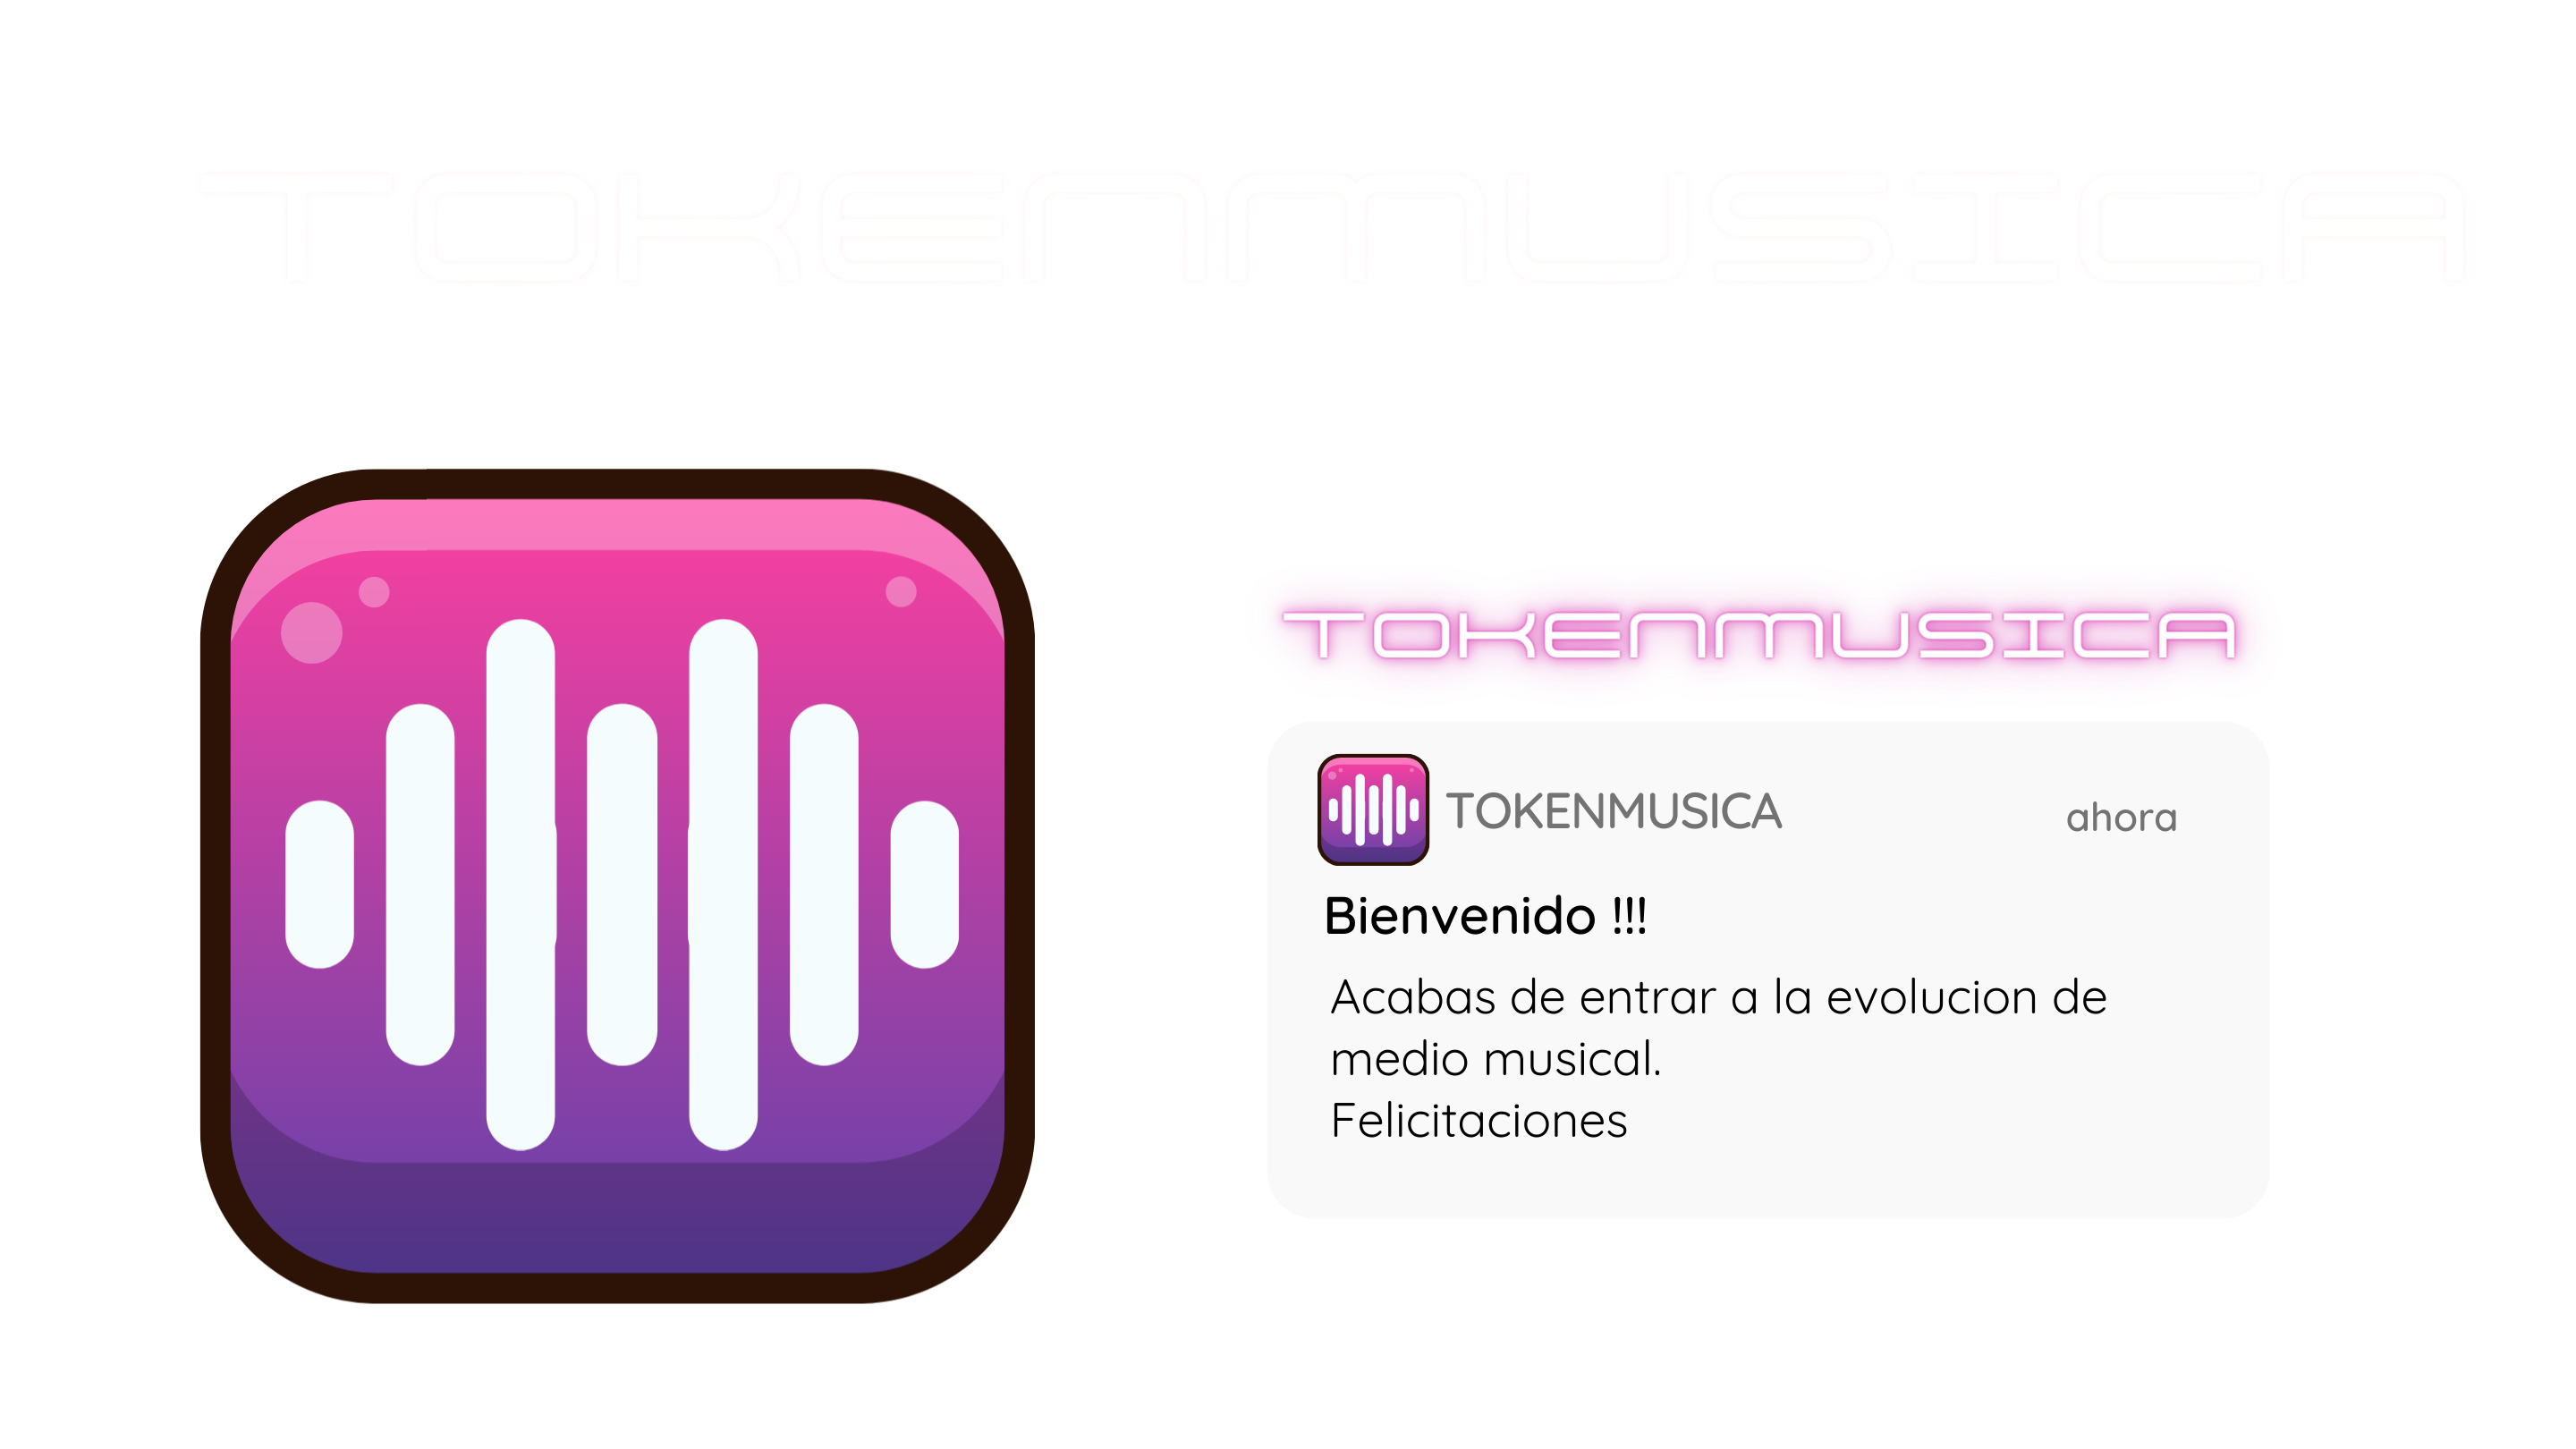 TOKENMUSICA
TOKENMUSICA
TOKENMUSICA
ahora
Bienvenido !!!
Acabas de entrar a la evolucion de
medio musical.
Felicitaciones